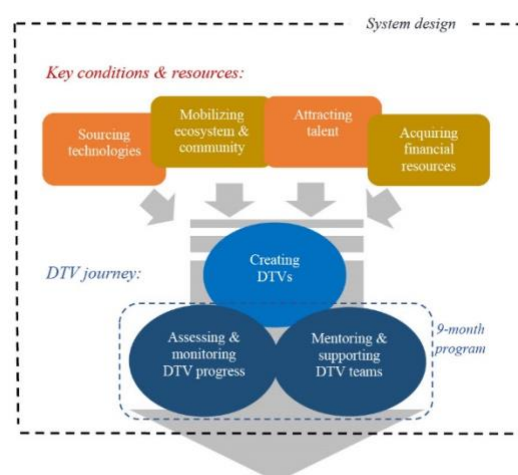 System design
Key conditions & resources:
Sourcing
technologies
Mobilizing
ecosystem &
community
Attracting
talent
Acquiring
financial
resources
DTV journey:
Creating
DTVs
Assessing &
monitoring
DTV progress
Mentoring &
supporting
DTV teams
9-month
program